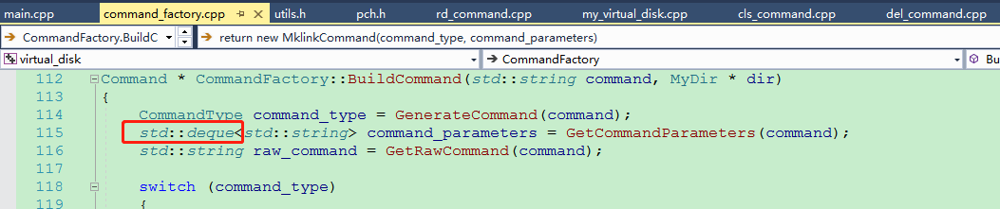 main.cpp command_factory.cpp utils.h pch.h rd_command.cpp my_virtual_disk.cpp cls_command.cpp del_command.cpp
CommandFactory.BuildC return new MklinkCommand(command_type, command_parameters)
virtual_disk CommandFactory Bu
112 Command * CommandFactory::BuildCommand(std::string command, MyDir * dir)
113 {
114 CommandType command_type = GenerateCommand(command);
115 std::deque<std::string> command_parameters = GetCommandParameters(command);
116 std::string raw_command = GetRawCommand(command);
117
118 switch (command_type)
119 {